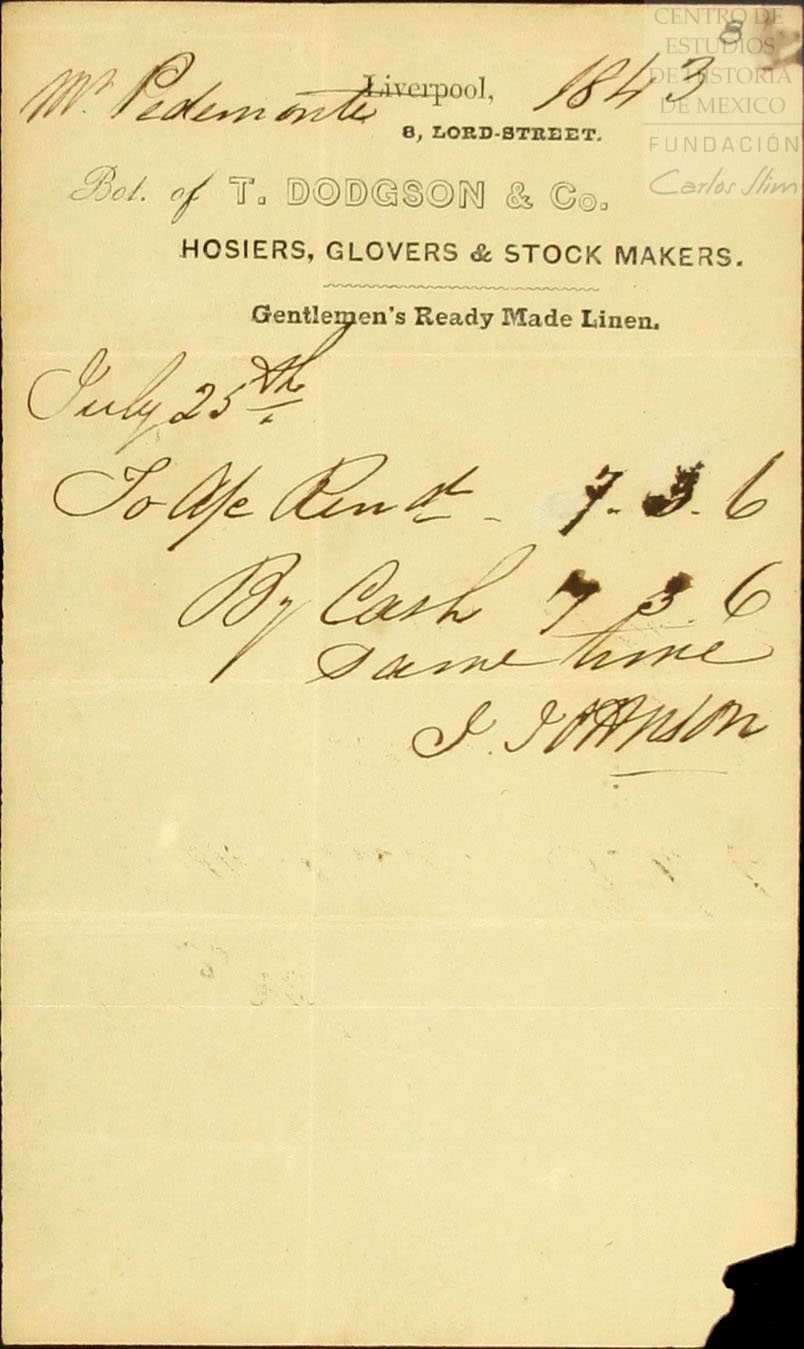 8
CENTRO DE
ESTUDIOS
DE HISTORIA
DE MEXICO
FUNDACIÓN
Carlos Slim
Mr Pedemonte Liverpool, 1843
8, LORD-STREET.
Bot. of T. DODGSON & Co.
HOSIERS, GLOVERS & STOCK MAKERS.
Gentlemen's Ready Made Linen.
July 25th
To A/c Rend - 7. 3. 6
By Cash 7 3. 6
same time
J. Johnson